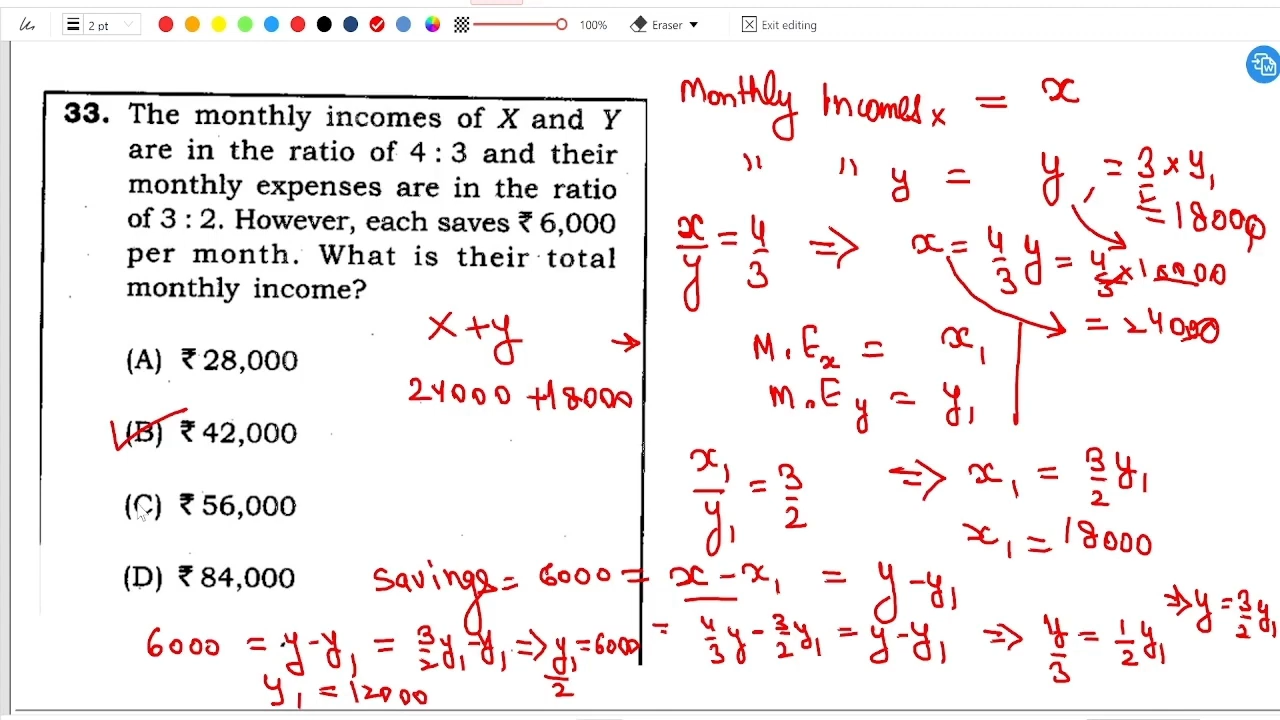 2 pt
100%
Eraser
Exit editing
33. The monthly incomes of X and Y
are in the ratio of 4 : 3 and their
monthly expenses are in the ratio
of 3 : 2. However, each saves ₹ 6,000
per month. What is their total
monthly income?
(A) ₹ 28,000
(B) ₹ 42,000
(C) ₹ 56,000
(D) ₹ 84,000
x + y
24000 + 18000
Monthly Incomes x = x
" " y = y = 3 × y₁
= 18000
x/y = 4/3 ⇒ x = 4/3 y = 4/3 × 18000
= 24000
M.E x = x₁
M.E y = y₁
x₁/y₁ = 3/2 ⇒ x₁ = 3/2 y₁
x₁ = 18000
Savings = 6000 = x - x₁ = y - y₁
= 4/3 y - 3/2 y₁ = y - y₁ ⇒ y/3 = 1/2 y₁
⇒ y = 3/2 y₁
6000 = y - y₁ = 3/2 y₁ - y₁ ⇒ y₁/2 = 6000
y₁ = 12000